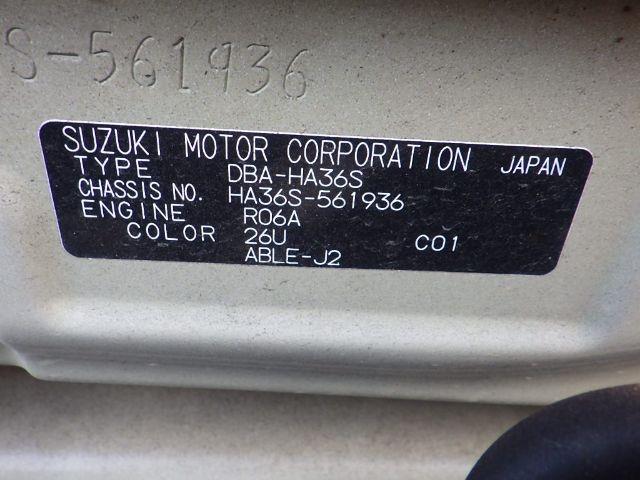 S-561936
SUZUKI MOTOR CORPORATION JAPAN
TYPE DBA-HA36S
CHASSIS NO. HA36S-561936
ENGINE R06A
COLOR 26U C01
ABLE-J2